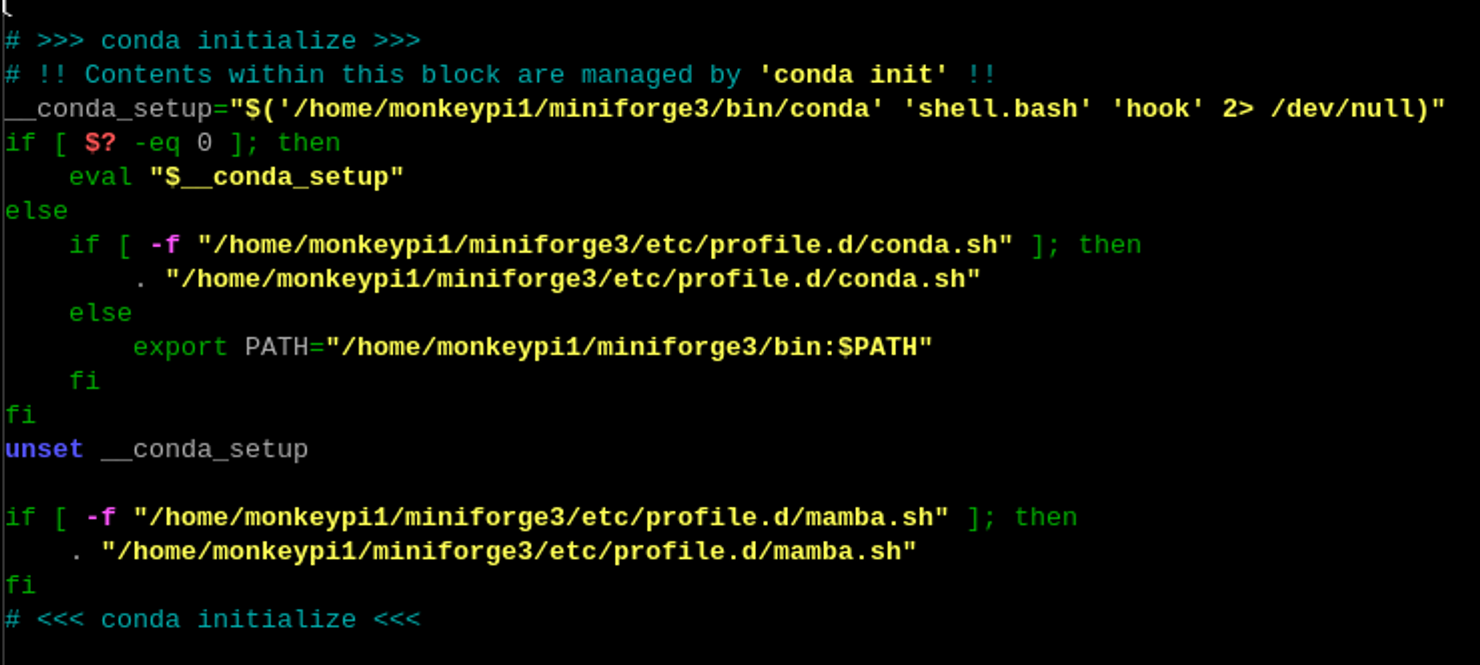 # >>> conda initialize >>>
# !! Contents within this block are managed by 'conda init' !!
__conda_setup="$('/home/monkeypi1/miniforge3/bin/conda' 'shell.bash' 'hook' 2> /dev/null)"
if [ $? -eq 0 ]; then
    eval "$__conda_setup"
else
    if [ -f "/home/monkeypi1/miniforge3/etc/profile.d/conda.sh" ]; then
        . "/home/monkeypi1/miniforge3/etc/profile.d/conda.sh"
    else
        export PATH="/home/monkeypi1/miniforge3/bin:$PATH"
    fi
fi
unset __conda_setup

if [ -f "/home/monkeypi1/miniforge3/etc/profile.d/mamba.sh" ]; then
    . "/home/monkeypi1/miniforge3/etc/profile.d/mamba.sh"
fi
# <<< conda initialize <<<